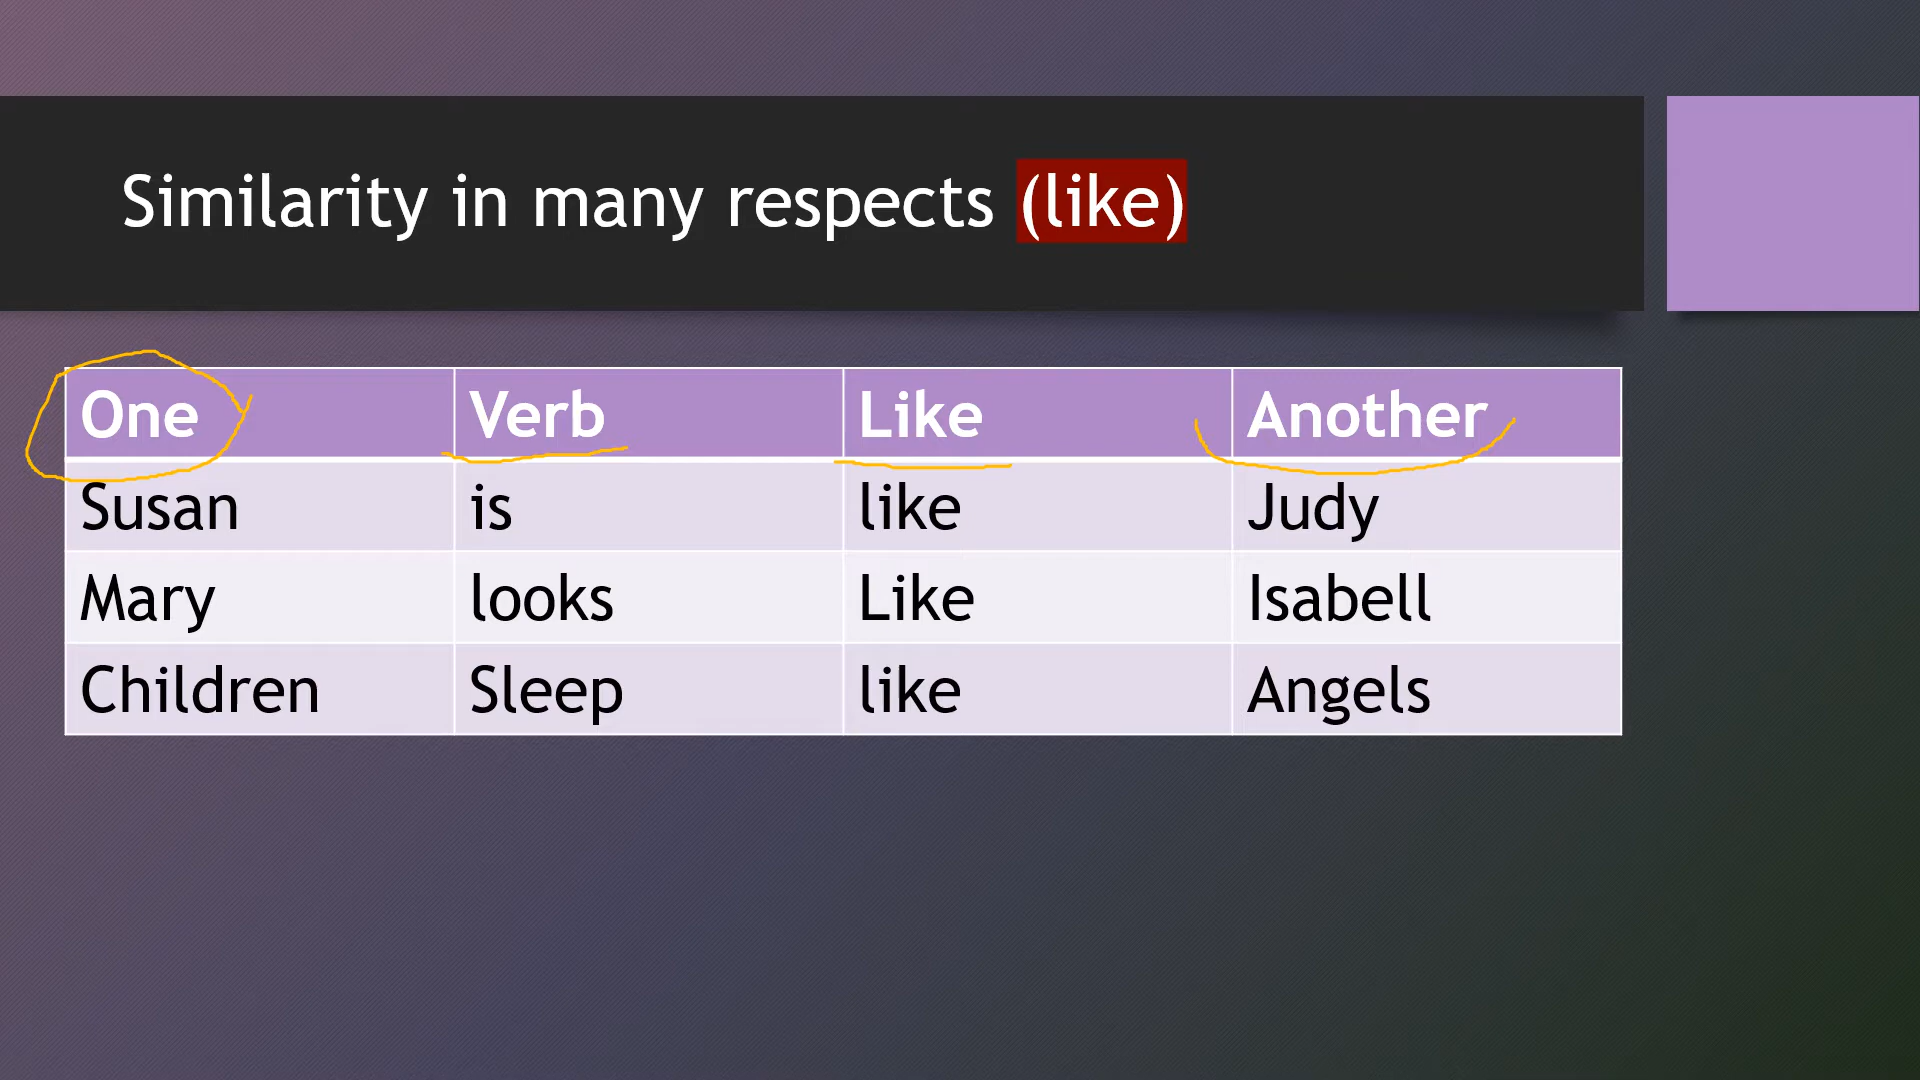 Similarity in many respects (like)
One Verb Like Another
Susan is like Judy
Mary looks Like Isabell
Children Sleep like Angels